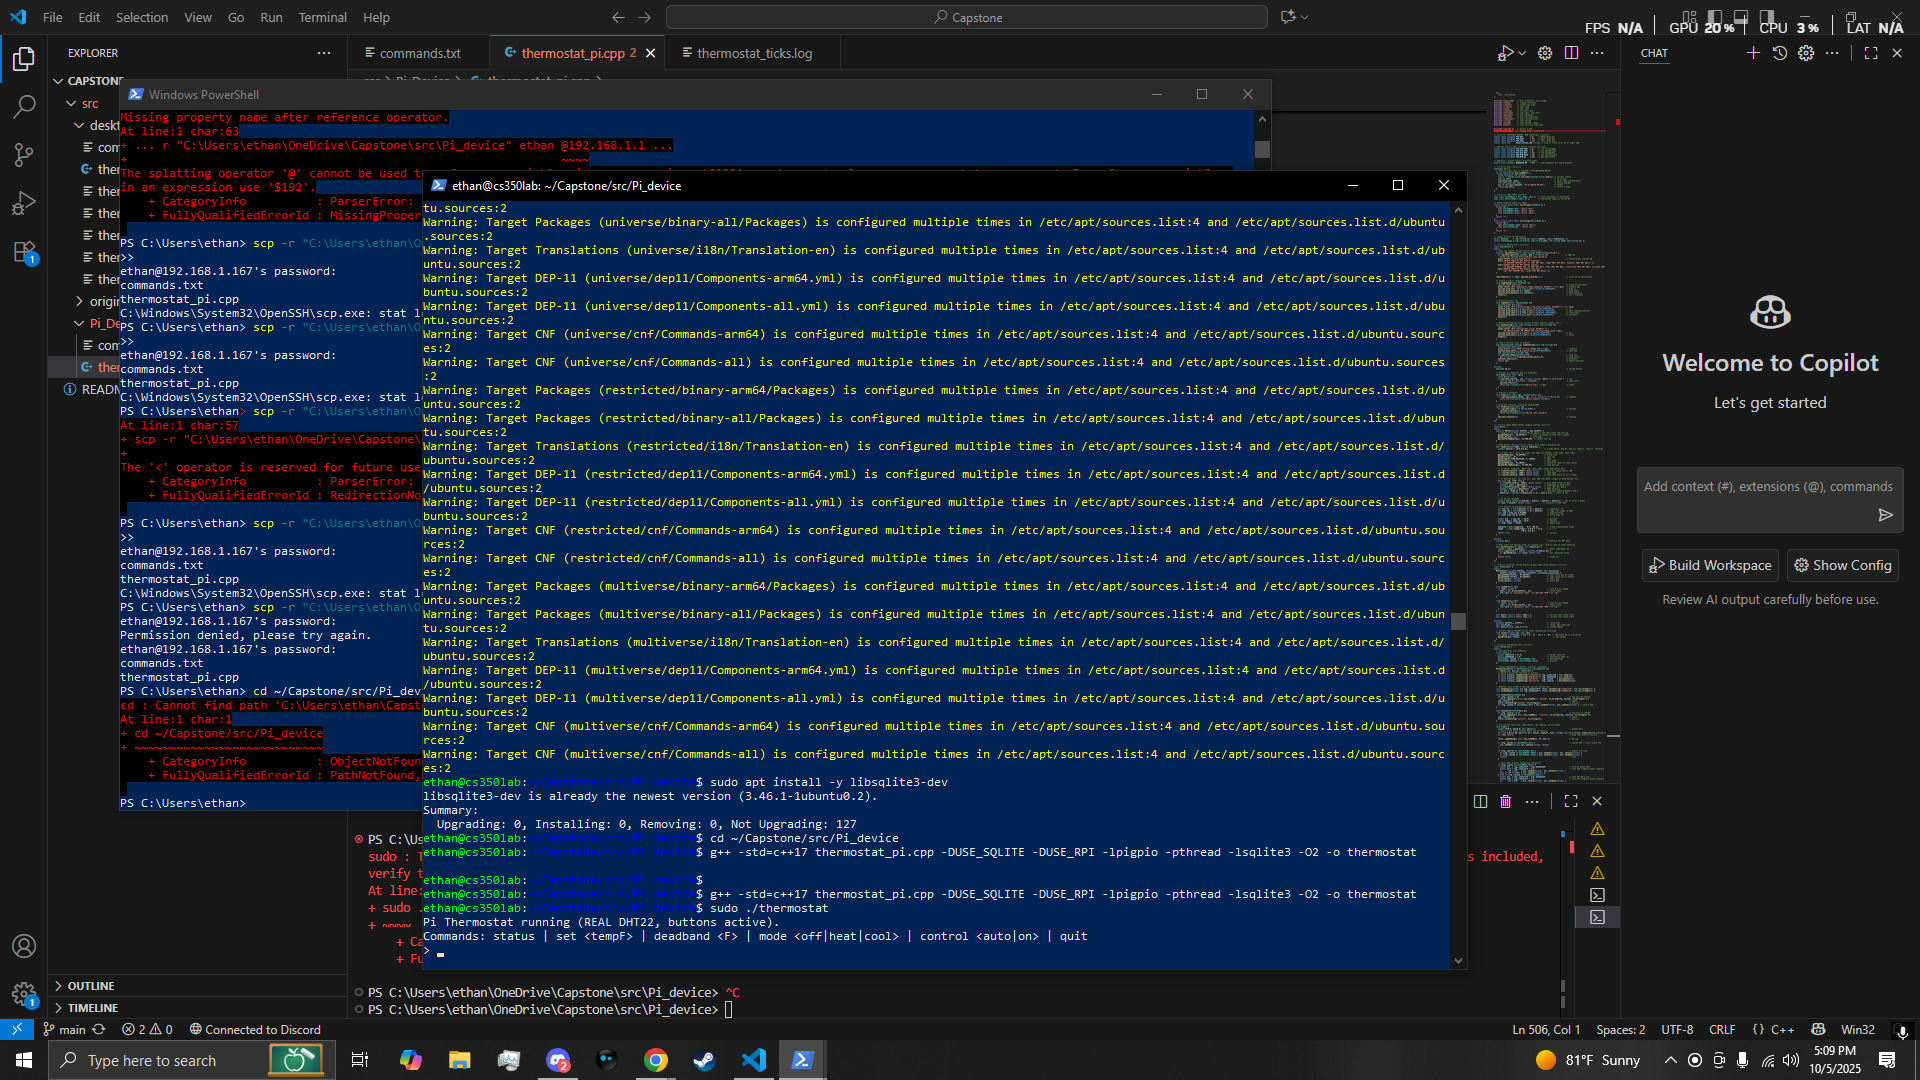 File Edit Selection View Go Run Terminal Help
Capstone
FPS N/A GPU 20 % CPU 3 % LAT N/A
EXPLORER
commands.txt
thermostat_pi.cpp 2
thermostat_ticks.log
CHAT
CAPSTONE
src
Pi_De
READM
OUTLINE
TIMELINE
Windows PowerShell
Missing property name after reference operator.
At line:1 char:63
+ ... r "C:\Users\ethan\OneDrive\Capstone\src\Pi_device" ethan @192.168.1.1 ...
+ ~~~~
The splatting operator '@' cannot be used to
in an expression use '$192'.
+ CategoryInfo : ParserError:
+ FullyQualifiedErrorId : MissingProper
PS C:\Users\ethan> scp -r "C:\Users\ethan\O
>>
ethan@192.168.1.167's password:
commands.txt
thermostat_pi.cpp
C:\Windows\System32\OpenSSH\scp.exe: stat l
PS C:\Users\ethan> scp -r "C:\Users\ethan\O
>>
ethan@192.168.1.167's password:
commands.txt
thermostat_pi.cpp
C:\Windows\System32\OpenSSH\scp.exe: stat l
PS C:\Users\ethan> scp -r "C:\Users\ethan\O
At line:1 char:57
+ scp -r "C:\Users\ethan\OneDrive\Capstone\
+
The '<' operator is reserved for future use
+ CategoryInfo : ParserError:
+ FullyQualifiedErrorId : RedirectionNo
PS C:\Users\ethan> scp -r "C:\Users\ethan\O
>>
ethan@192.168.1.167's password:
commands.txt
thermostat_pi.cpp
C:\Windows\System32\OpenSSH\scp.exe: stat l
PS C:\Users\ethan> scp -r "C:\Users\ethan\O
ethan@192.168.1.167's password:
Permission denied, please try again.
ethan@192.168.1.167's password:
commands.txt
thermostat_pi.cpp
PS C:\Users\ethan> cd ~/Capstone/src/Pi_dev
cd : Cannot find path 'C:\Users\ethan\Capst
At line:1 char:1
+ cd ~/Capstone/src/Pi_device
+ ~~~~~~~~~~~~~~~~~~~~~~~~~~~
+ CategoryInfo : ObjectNotFoun
+ FullyQualifiedErrorId : PathNotFound,
PS C:\Users\ethan>
ethan@cs350lab: ~/Capstone/src/Pi_device
tu.sources:2
Warning: Target Packages (universe/binary-all/Packages) is configured multiple times in /etc/apt/sources.list:4 and /etc/apt/sources.list.d/ubuntu
.sources:2
Warning: Target Translations (universe/i18n/Translation-en) is configured multiple times in /etc/apt/sources.list:4 and /etc/apt/sources.list.d/ub
untu.sources:2
Warning: Target DEP-11 (universe/dep11/Components-arm64.yml) is configured multiple times in /etc/apt/sources.list:4 and /etc/apt/sources.list.d/u
buntu.sources:2
Warning: Target DEP-11 (universe/dep11/Components-all.yml) is configured multiple times in /etc/apt/sources.list:4 and /etc/apt/sources.list.d/ubu
ntu.sources:2
Warning: Target CNF (universe/cnf/Commands-arm64) is configured multiple times in /etc/apt/sources.list:4 and /etc/apt/sources.list.d/ubuntu.sourc
es:2
Warning: Target CNF (universe/cnf/Commands-all) is configured multiple times in /etc/apt/sources.list:4 and /etc/apt/sources.list.d/ubuntu.sources
:2
Warning: Target Packages (restricted/binary-arm64/Packages) is configured multiple times in /etc/apt/sources.list:4 and /etc/apt/sources.list.d/ub
untu.sources:2
Warning: Target Packages (restricted/binary-all/Packages) is configured multiple times in /etc/apt/sources.list:4 and /etc/apt/sources.list.d/ubun
tu.sources:2
Warning: Target Translations (restricted/i18n/Translation-en) is configured multiple times in /etc/apt/sources.list:4 and /etc/apt/sources.list.d/
ubuntu.sources:2
Warning: Target DEP-11 (restricted/dep11/Components-arm64.yml) is configured multiple times in /etc/apt/sources.list:4 and /etc/apt/sources.list.d
/ubuntu.sources:2
Warning: Target DEP-11 (restricted/dep11/Components-all.yml) is configured multiple times in /etc/apt/sources.list:4 and /etc/apt/sources.list.d/u
buntu.sources:2
Warning: Target CNF (restricted/cnf/Commands-arm64) is configured multiple times in /etc/apt/sources.list:4 and /etc/apt/sources.list.d/ubuntu.sou
rces:2
Warning: Target CNF (restricted/cnf/Commands-all) is configured multiple times in /etc/apt/sources.list:4 and /etc/apt/sources.list.d/ubuntu.sourc
es:2
Warning: Target Packages (multiverse/binary-arm64/Packages) is configured multiple times in /etc/apt/sources.list:4 and /etc/apt/sources.list.d/ub
untu.sources:2
Warning: Target Packages (multiverse/binary-all/Packages) is configured multiple times in /etc/apt/sources.list:4 and /etc/apt/sources.list.d/ubun
tu.sources:2
Warning: Target Translations (multiverse/i18n/Translation-en) is configured multiple times in /etc/apt/sources.list:4 and /etc/apt/sources.list.d/
ubuntu.sources:2
Warning: Target DEP-11 (multiverse/dep11/Components-arm64.yml) is configured multiple times in /etc/apt/sources.list:4 and /etc/apt/sources.list.d
/ubuntu.sources:2
Warning: Target DEP-11 (multiverse/dep11/Components-all.yml) is configured multiple times in /etc/apt/sources.list:4 and /etc/apt/sources.list.d/u
buntu.sources:2
Warning: Target CNF (multiverse/cnf/Commands-arm64) is configured multiple times in /etc/apt/sources.list:4 and /etc/apt/sources.list.d/ubuntu.sou
rces:2
Warning: Target CNF (multiverse/cnf/Commands-all) is configured multiple times in /etc/apt/sources.list:4 and /etc/apt/sources.list.d/ubuntu.sourc
es:2
ethan@cs350lab:~/Capstone/src/Pi_device$ sudo apt install -y libsqlite3-dev
libsqlite3-dev is already the newest version (3.46.1-1ubuntu0.2).
Summary:
Upgrading: 0, Installing: 0, Removing: 0, Not Upgrading: 127
ethan@cs350lab:~/Capstone/src/Pi_device$ cd ~/Capstone/src/Pi_device
ethan@cs350lab:~/Capstone/src/Pi_device$ g++ -std=c++17 thermostat_pi.cpp -DUSE_SQLITE -DUSE_RPI -lpigpio -pthread -lsqlite3 -O2 -o thermostat
ethan@cs350lab:~/Capstone/src/Pi_device$
ethan@cs350lab:~/Capstone/src/Pi_device$ g++ -std=c++17 thermostat_pi.cpp -DUSE_SQLITE -DUSE_RPI -lpigpio -pthread -lsqlite3 -O2 -o thermostat
ethan@cs350lab:~/Capstone/src/Pi_device$ sudo ./thermostat
Pi Thermostat running (REAL DHT22, buttons active).
Commands: status | set <tempF> | deadband <F> | mode <off|heat|cool> | control <auto|on> | quit
>
PS C:\Us
sudo : T
s included,
verify t
At line:
+ sudo .
+ ~~~~
+ Ca
+ Fu
PS C:\Users\ethan\OneDrive\Capstone\src\Pi_device> ^C
PS C:\Users\ethan\OneDrive\Capstone\src\Pi_device>
Welcome to Copilot
Let's get started
Add context (#), extensions (@), commands
Build Workspace
Show Config
Review AI output carefully before use.
main 2 0 Connected to Discord
Ln 506, Col 1 Spaces: 2 UTF-8 CRLF {} C++ Win32
Type here to search
81°F Sunny
5:09 PM
10/5/2025